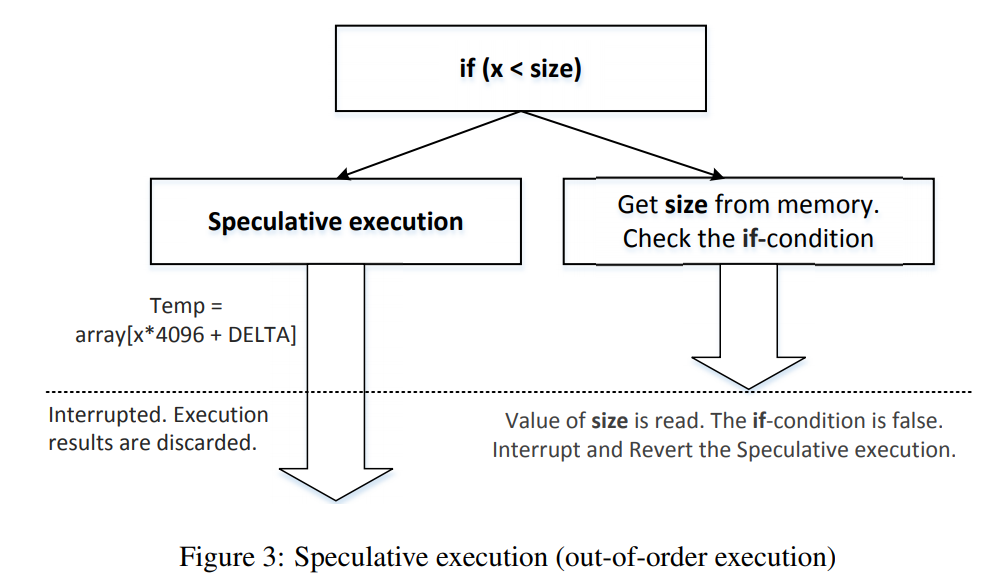 if (x < size)
Speculative execution
Get size from memory.
Check the if-condition
Temp =
array[x*4096 + DELTA]
Interrupted. Execution
results are discarded.
Value of size is read. The if-condition is false.
Interrupt and Revert the Speculative execution.
Figure 3: Speculative execution (out-of-order execution)